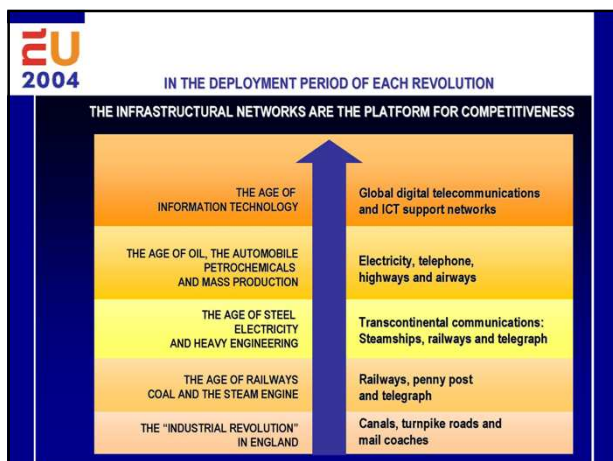 nU
2004
IN THE DEPLOYMENT PERIOD OF EACH REVOLUTION
THE INFRASTRUCTURAL NETWORKS ARE THE PLATFORM FOR COMPETITIVENESS
THE AGE OF
INFORMATION TECHNOLOGY
Global digital telecommunications
and ICT support networks
THE AGE OF OIL, THE AUTOMOBILE
PETROCHEMICALS
AND MASS PRODUCTION
Electricity, telephone,
highways and airways
THE AGE OF STEEL
ELECTRICITY
AND HEAVY ENGINEERING
Transcontinental communications:
Steamships, railways and telegraph
THE AGE OF RAILWAYS
COAL AND THE STEAM ENGINE
Railways, penny post
and telegraph
THE “INDUSTRIAL REVOLUTION”
IN ENGLAND
Canals, turnpike roads and
mail coaches